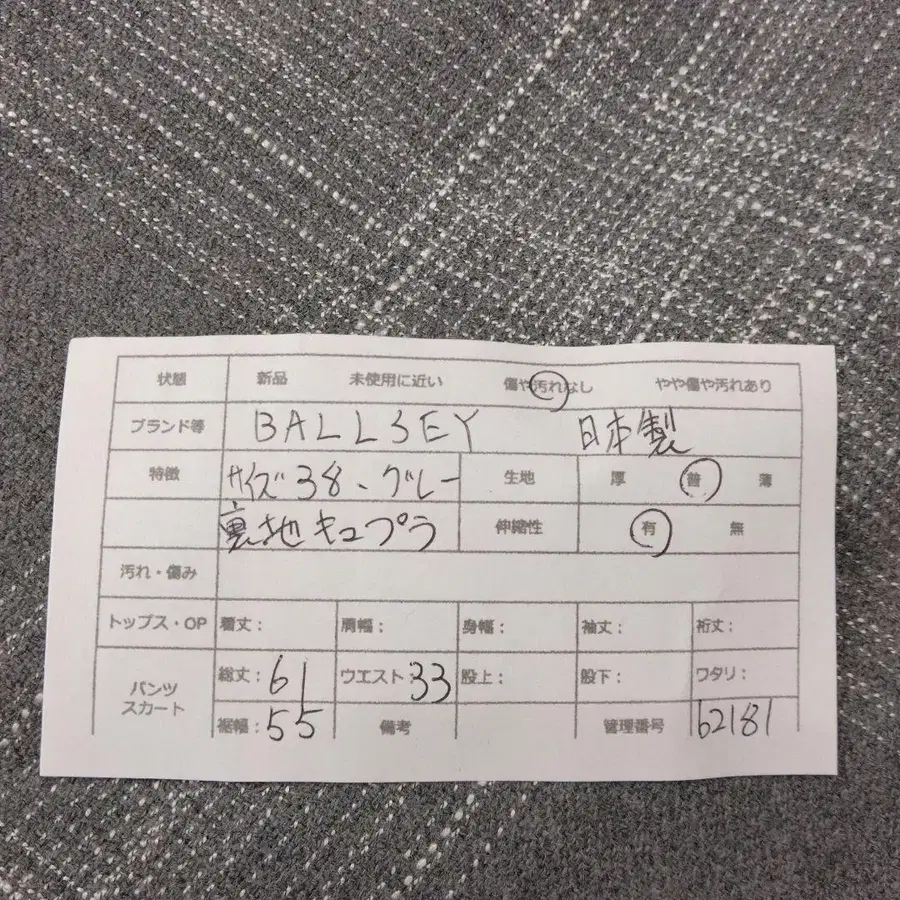 状態 新品 未使用に近い 傷や汚れなし やや傷や汚れあり
ブランド等 BALLSEY 日本製
特徴 サイズ38、グレー 生地 厚 普 薄
裏地キュプラ 伸縮性 有 無
汚れ・傷み
トップス・OP 着丈: 肩幅: 身幅: 袖丈: 裄丈:
パンツ スカート 総丈: 61 ウエスト: 33 股上: 股下: ワタリ:
裾幅: 55 備考 管理番号 62181